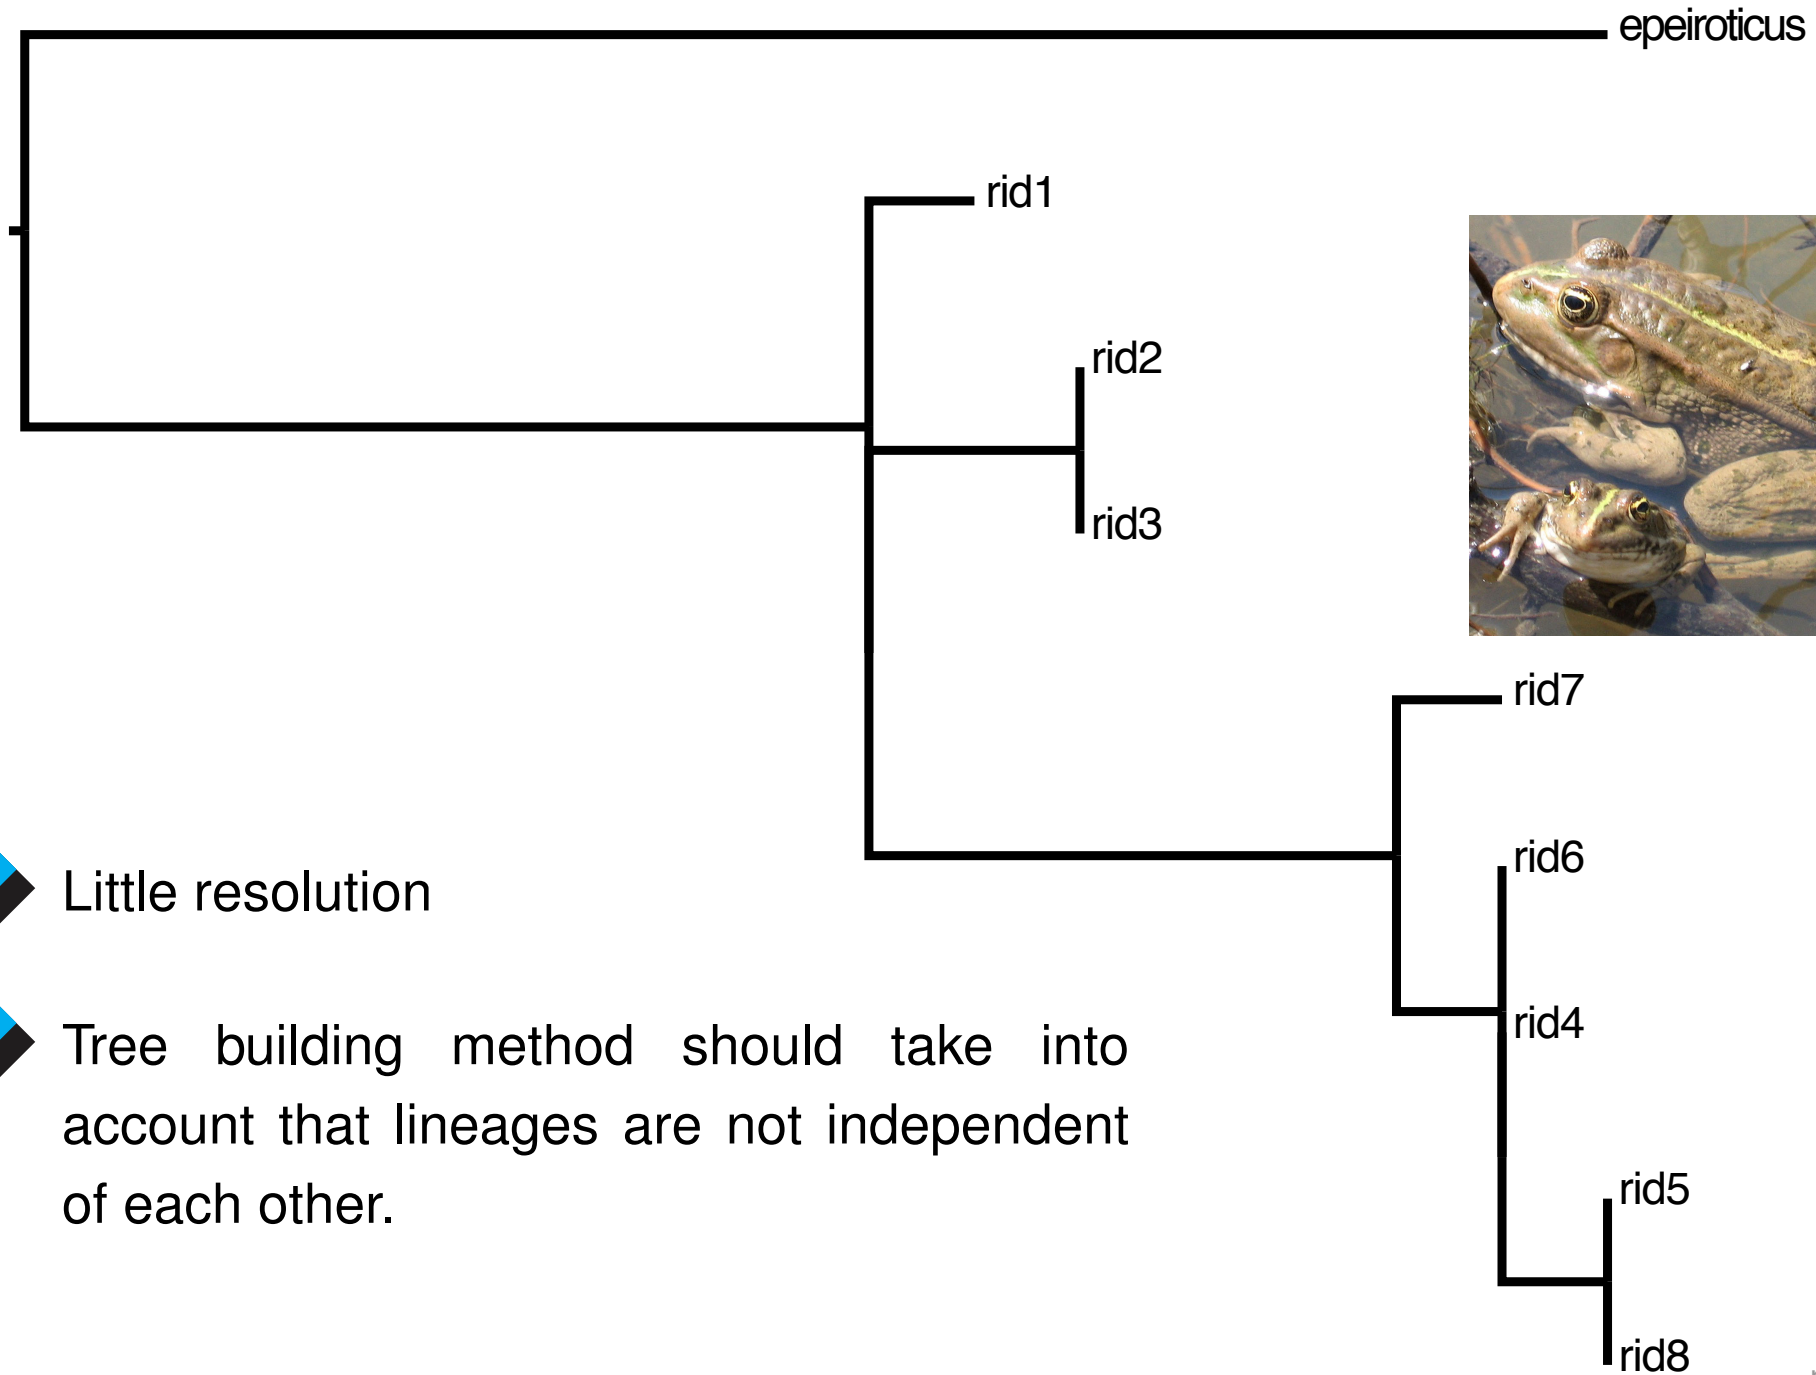 epeiroticus
rid1
rid2
rid3
rid7
rid6
rid4
rid5
rid8
Little resolution
Tree building method should take into
account that lineages are not independent
of each other.